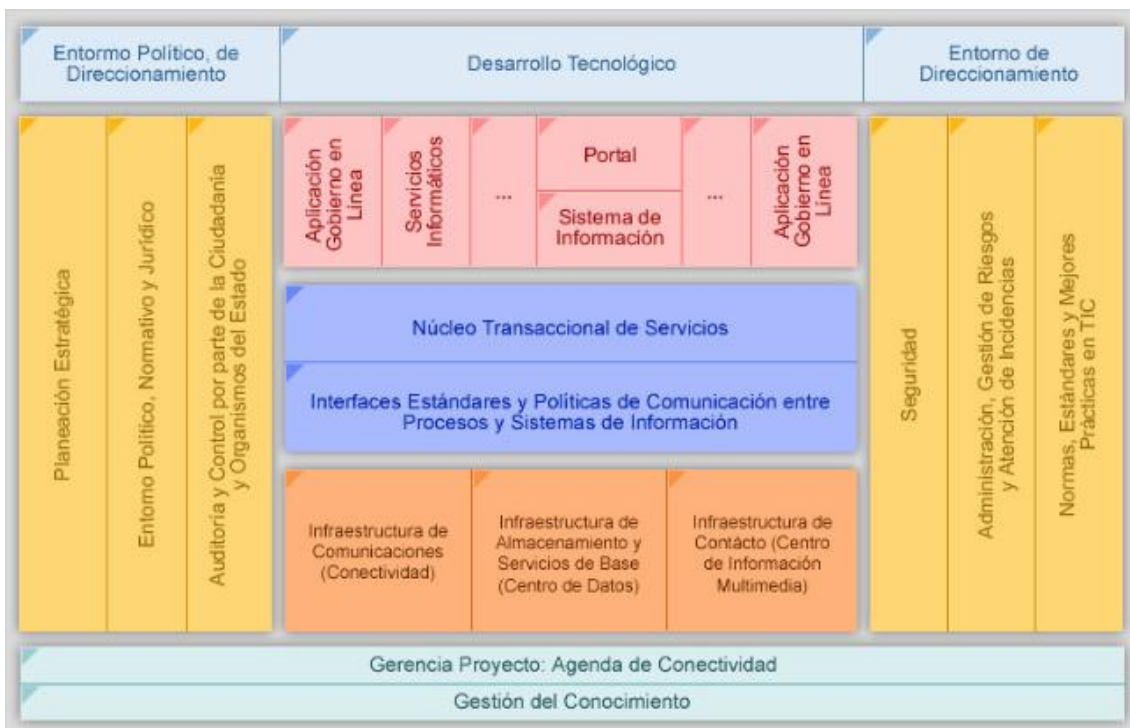 Entormo Político, de
Direccionamiento
Desarrollo Tecnológico
Entorno de
Direccionamiento
Planeación Estratégica
Entorno Político, Normativo y Jurídico
Auditoría y Control por parte de la Ciudadanía
y Organismos del Estado
Aplicación
Gobierno en
Línea
Servicios
Informáticos
...
Portal
Sistema de
Información
...
Aplicación
Gobierno en
Línea
Núcleo Transaccional de Servicios
Interfaces Estándares y Políticas de Comunicación entre
Procesos y Sistemas de Información
Infraestructura de
Comunicaciones
(Conectividad)
Infraestructura de
Almacenamiento y
Servicios de Base
(Centro de Datos)
Infraestructura de
Contácto (Centro
de Información
Multimedia)
Seguridad
Administración, Gestión de Riesgos
y Atención de Incidencias
Normas, Estándares y Mejores
Prácticas en TIC
Gerencia Proyecto: Agenda de Conectividad
Gestión del Conocimiento